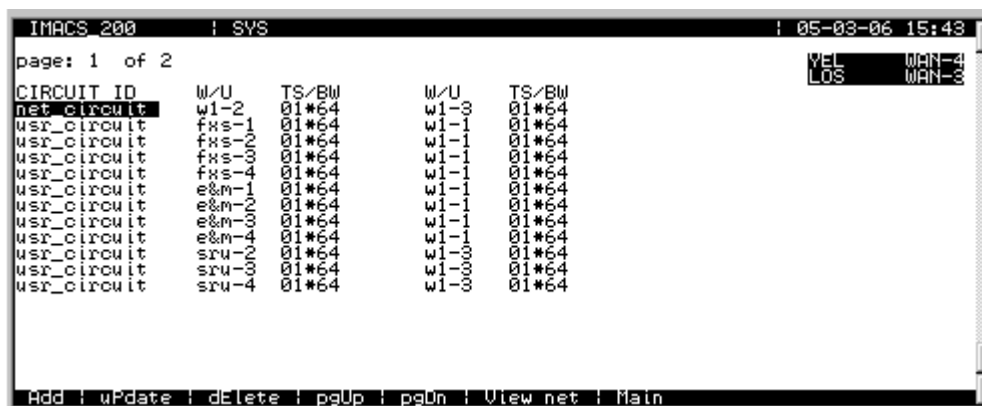 IMACS_200 | SYS | 05-03-06 15:43
page: 1 of 2 YEL WAN-4
LOS WAN-3
CIRCUIT ID W/U TS/BW W/U TS/BW
net_circuit w1-2 01*64 w1-3 01*64
usr_circuit fxs-1 01*64 w1-1 01*64
usr_circuit fxs-2 01*64 w1-1 01*64
usr_circuit fxs-3 01*64 w1-1 01*64
usr_circuit fxs-4 01*64 w1-1 01*64
usr_circuit e&m-1 01*64 w1-1 01*64
usr_circuit e&m-2 01*64 w1-1 01*64
usr_circuit e&m-3 01*64 w1-1 01*64
usr_circuit e&m-4 01*64 w1-1 01*64
usr_circuit sru-2 01*64 w1-3 01*64
usr_circuit sru-3 01*64 w1-3 01*64
usr_circuit sru-4 01*64 w1-3 01*64
Add | uPdate | dElete | pgUp | pgDn | View net | Main